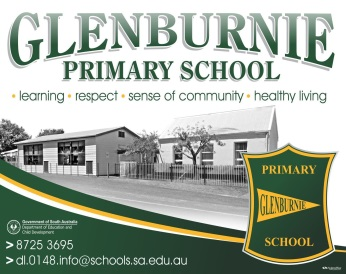 GLENBURNIE
PRIMARY SCHOOL
• learning • respect • sense of community • healthy living
PRIMARY
GLENBURNIE
SCHOOL
Government of South Australia
Department of Education and
Child Development
> 8725 3695
> dl.0148.info@schools.sa.edu.au